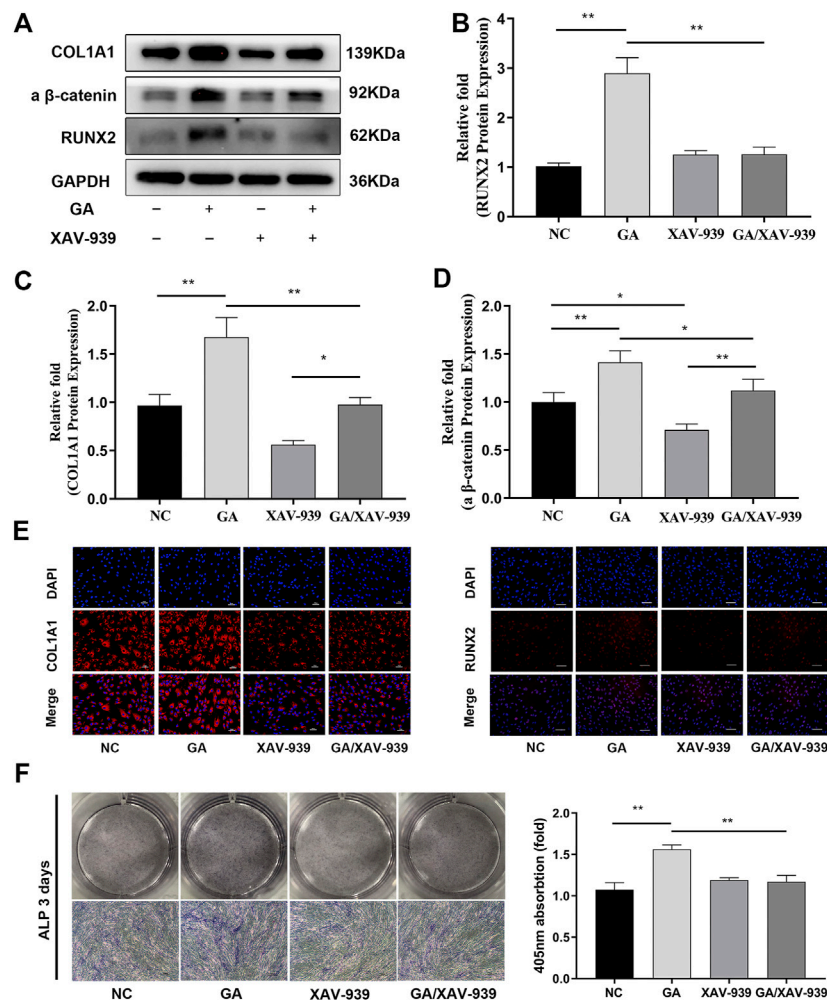 A
COL1A1
139KDa
a β-catenin
92KDa
RUNX2
62KDa
GAPDH
36KDa
GA – + – +
XAV-939 – – + +
B
Relative fold
(RUNX2 Protein Expression)
4
3
2
1
0
**
**
NC GA XAV-939 GA/XAV-939
C
Relative fold
(COL1A1 Protein Expression)
2.0
1.5
1.0
0.5
0.0
**
**
*
NC GA XAV-939 GA/XAV-939
D
Relative fold
(a β-catenin Protein Expression)
2.0
1.5
1.0
0.5
0.0
*
**
*
**
NC GA XAV-939 GA/XAV-939
E
DAPI
COL1A1
Merge
NC GA XAV-939 GA/XAV-939
DAPI
RUNX2
Merge
NC GA XAV-939 GA/XAV-939
F
ALP 3 days
NC GA XAV-939 GA/XAV-939
405nm absorbtion (fold)
2.0
1.5
1.0
0.5
0.0
**
**
NC GA XAV-939 GA/XAV-939